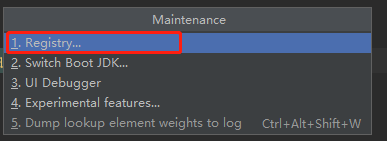 Maintenance
1. Registry...
2. Switch Boot JDK...
3. UI Debugger
4. Experimental features...
5. Dump lookup element weights to log Ctrl+Alt+Shift+W